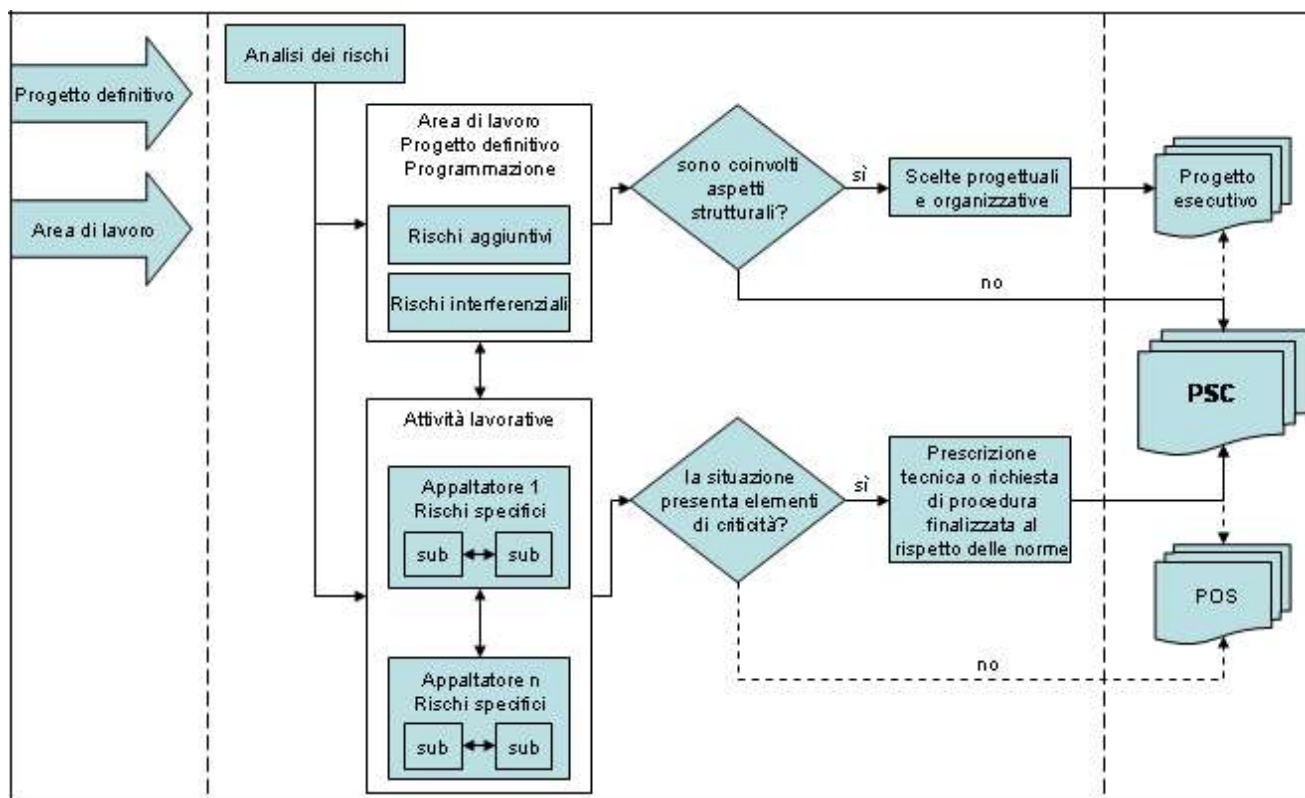 Progetto definitivo
Area di lavoro
Analisi dei rischi
Area di lavoro
Progetto definitivo
Programmazione
Rischi aggiuntivi
Rischi interferenziali
sono coinvolti
aspetti
strutturali?
sì
Scelte progettuali
e organizzative
Progetto
esecutivo
no
PSC
Attività lavorative
Appaltatore 1
Rischi specifici
sub
sub
Appaltatore n
Rischi specifici
sub
sub
la situazione
presenta elementi
di criticità?
sì
Prescrizione
tecnica o richiesta
di procedura
finalizzata al
rispetto delle norme
POS
no